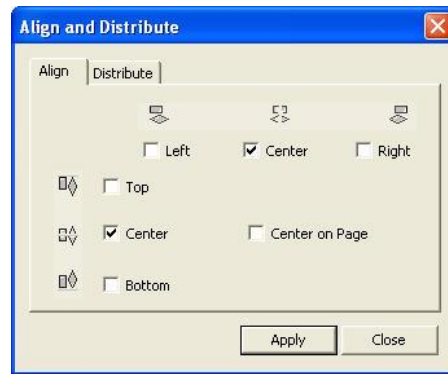 Align and Distribute
Align Distribute
Left Center Right
Top
Center Center on Page
Bottom
Apply Close